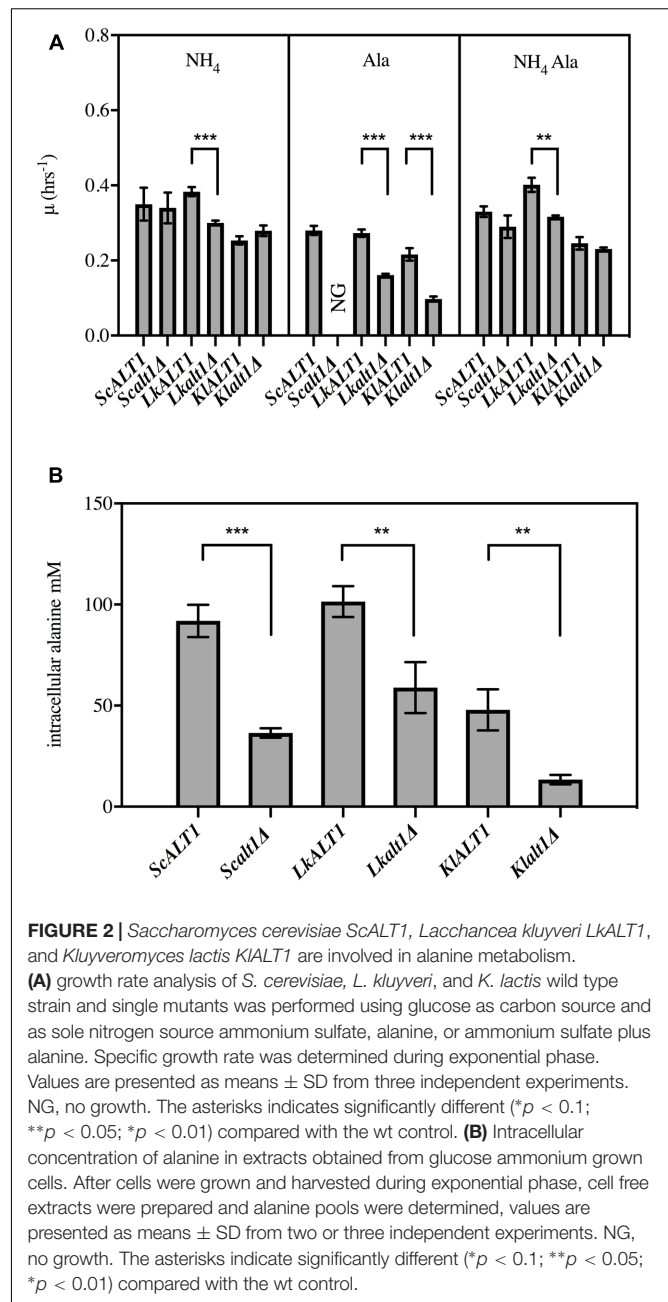 A
NH4
Ala
NH4 Ala
0.8
0.6
0.4
0.2
0.0
μ (hrs-1)
***
***
***
**
NG
ScALT1
Scalt1Δ
LkALT1
Lkalt1Δ
KlALT1
Klalt1Δ
ScALT1
Scalt1Δ
LkALT1
Lkalt1Δ
KlALT1
Klalt1Δ
ScALT1
Scalt1Δ
LkALT1
Lkalt1Δ
KlALT1
Klalt1Δ
B
150
100
50
0
intracellular alanine mM
***
**
**
ScALT1
Scalt1Δ
LkALT1
Lkalt1Δ
KlALT1
Klalt1Δ
FIGURE 2 | Saccharomyces cerevisiae ScALT1, Lacchancea kluyveri LkALT1,
and Kluyveromyces lactis KlALT1 are involved in alanine metabolism.
(A) growth rate analysis of S. cerevisiae, L. kluyveri, and K. lactis wild type
strain and single mutants was performed using glucose as carbon source and
as sole nitrogen source ammonium sulfate, alanine, or ammonium sulfate plus
alanine. Specific growth rate was determined during exponential phase.
Values are presented as means ± SD from three independent experiments.
NG, no growth. The asterisks indicates significantly different (*p < 0.1;
**p < 0.05; *p < 0.01) compared with the wt control. (B) Intracellular
concentration of alanine in extracts obtained from glucose ammonium grown
cells. After cells were grown and harvested during exponential phase, cell free
extracts were prepared and alanine pools were determined, values are
presented as means ± SD from two or three independent experiments. NG,
no growth. The asterisks indicate significantly different (*p < 0.1; **p < 0.05;
*p < 0.01) compared with the wt control.